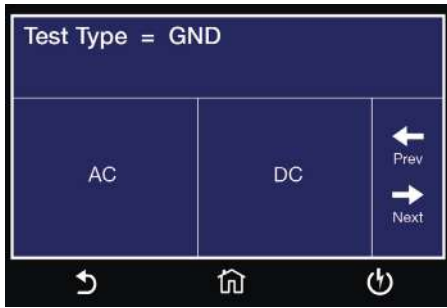 Test Type = GND
AC
DC
Prev
Next